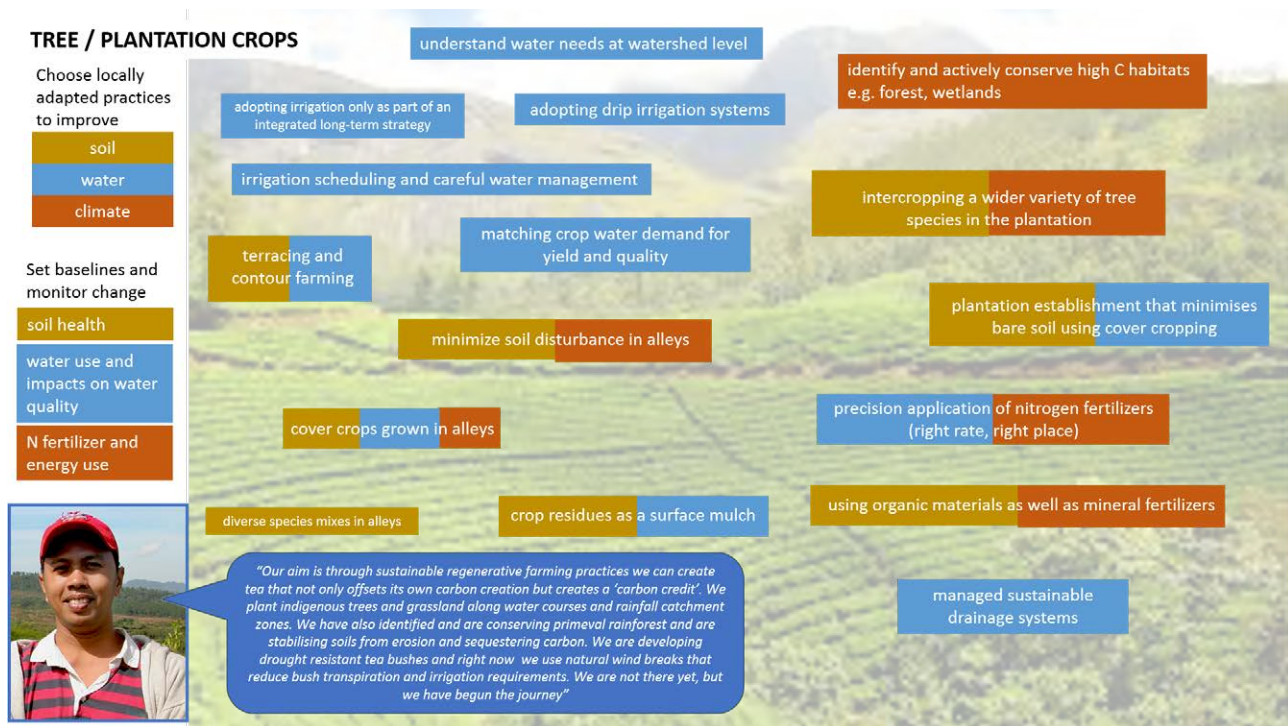 TREE / PLANTATION CROPS
Choose locally
adapted practices
to improve
soil
water
climate
Set baselines and
monitor change
soil health
water use and
impacts on water
quality
N fertilizer and
energy use
understand water needs at watershed level
identify and actively conserve high C habitats
e.g. forest, wetlands
adopting irrigation only as part of an
integrated long-term strategy
adopting drip irrigation systems
irrigation scheduling and careful water management
intercropping a wider variety of tree
species in the plantation
matching crop water demand for
yield and quality
terracing and
contour farming
plantation establishment that minimises
bare soil using cover cropping
minimize soil disturbance in alleys
precision application of nitrogen fertilizers
(right rate, right place)
cover crops grown in alleys
using organic materials as well as mineral fertilizers
diverse species mixes in alleys
crop residues as a surface mulch
managed sustainable
drainage systems
“Our aim is through sustainable regenerative farming practices we can create
tea that not only offsets its own carbon creation but creates a ‘carbon credit’. We
plant indigenous trees and grassland along water courses and rainfall catchment
zones. We have also identified and are conserving primeval rainforest and are
stabilising soils from erosion and sequestering carbon. We are developing
drought resistant tea bushes and right now we use natural wind breaks that
reduce bush transpiration and irrigation requirements. We are not there yet, but
we have begun the journey”